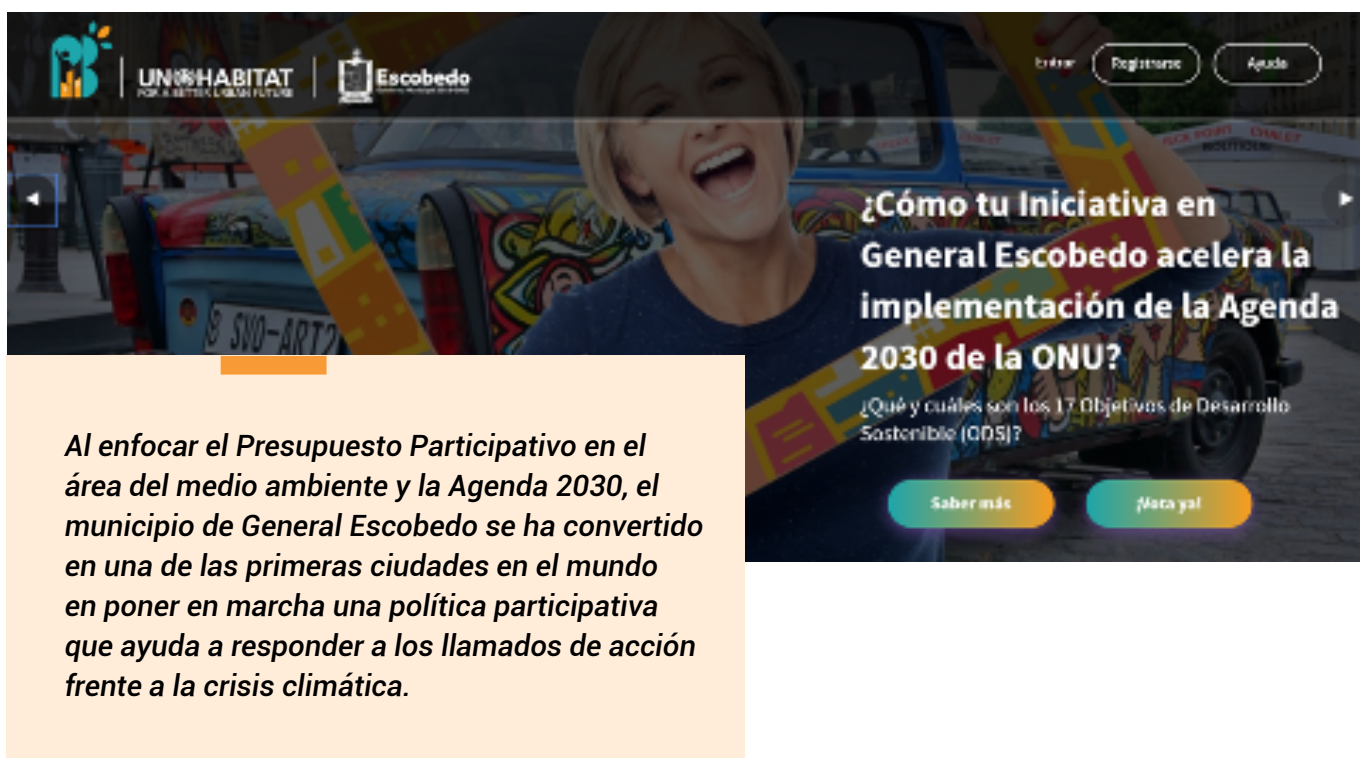 UN HABITAT
FOR A BETTER URBAN FUTURE
Escobedo
Entrar
Registrarse
Ayuda
¿Cómo tu Iniciativa en
General Escobedo acelera la
implementación de la Agenda
2030 de la ONU?
¿Qué y cuáles son los 17 Objetivos de Desarrollo
Sostenible (ODS)?
Saber más
¡Vota ya!
Al enfocar el Presupuesto Participativo en el
área del medio ambiente y la Agenda 2030, el
municipio de General Escobedo se ha convertido
en una de las primeras ciudades en el mundo
en poner en marcha una política participativa
que ayuda a responder a los llamados de acción
frente a la crisis climática.